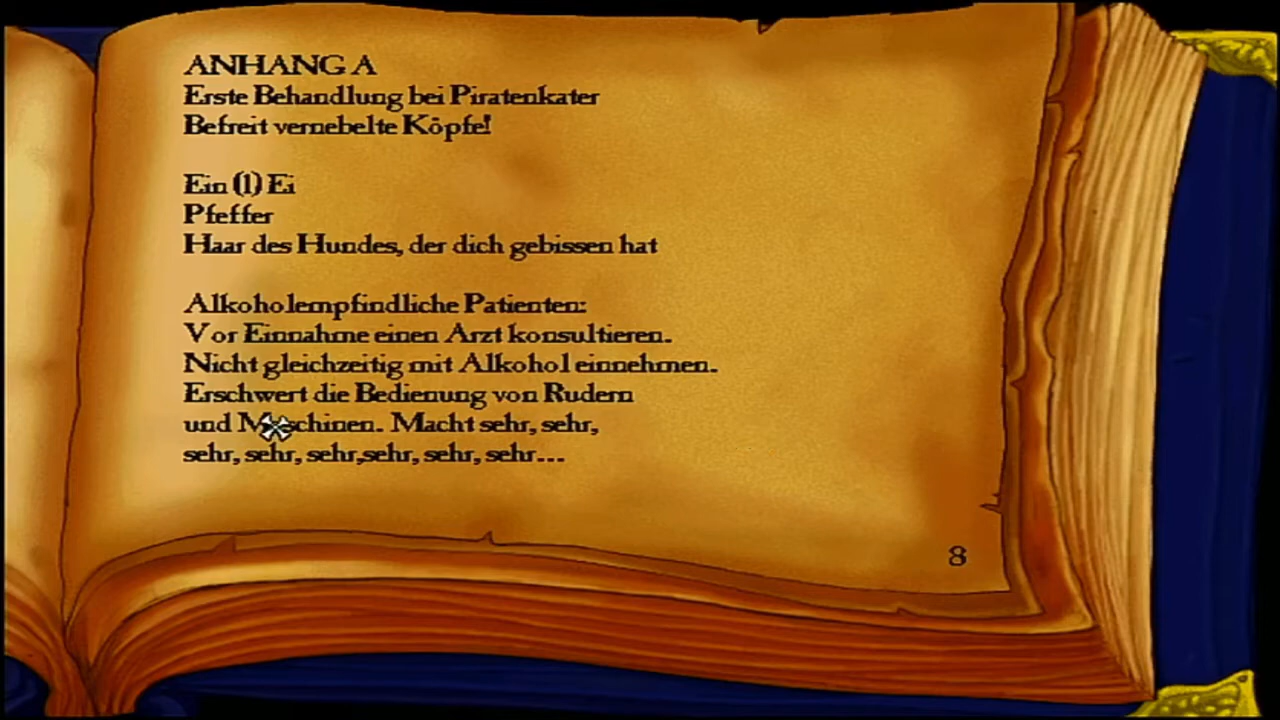 ANHANG A
Erste Behandlung bei Piratenkater
Befreit vernebelte Köpfe!
Ein (1) Ei
Pfeffer
Haar des Hundes, der dich gebissen hat
Alkoholempfindliche Patienten:
Vor Einnahme einen Arzt konsultieren.
Nicht gleichzeitig mit Alkohol einnehmen.
Erschwert die Bedienung von Rudern
und Maschinen. Macht sehr, sehr,
sehr, sehr, sehr,sehr, sehr, sehr...
8